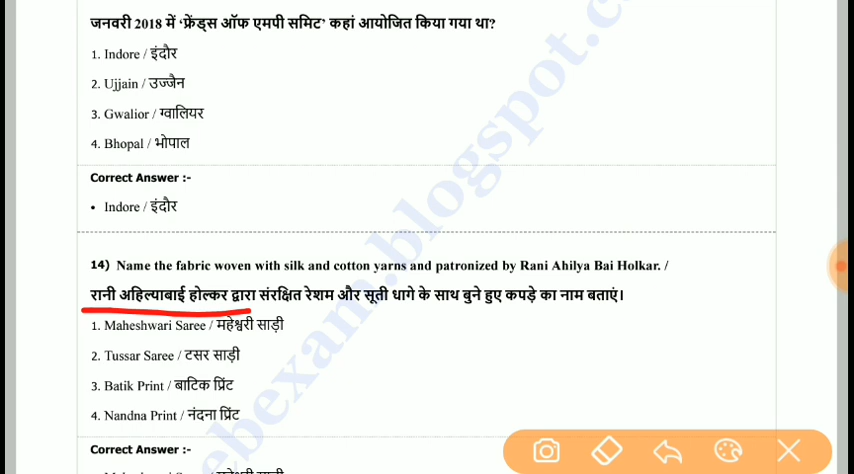 जनवरी 2018 में ‘फ्रेंड्स ऑफ एमपी समिट’ कहां आयोजित किया गया था?
1. Indore / इंदौर
2. Ujjain / उज्जैन
3. Gwalior / ग्वालियर
4. Bhopal / भोपाल
Correct Answer :-
• Indore / इंदौर
14) Name the fabric woven with silk and cotton yarns and patronized by Rani Ahilya Bai Holkar. /
रानी अहिल्याबाई होल्कर द्वारा संरक्षित रेशम और सूती धागे के साथ बुने हुए कपड़े का नाम बताएं।
1. Maheshwari Saree / महेश्वरी साड़ी
2. Tussar Saree / टसर साड़ी
3. Batik Print / बाटिक प्रिंट
4. Nandna Print / नंदना प्रिंट
Correct Answer :-
ebexam.blogspot.c